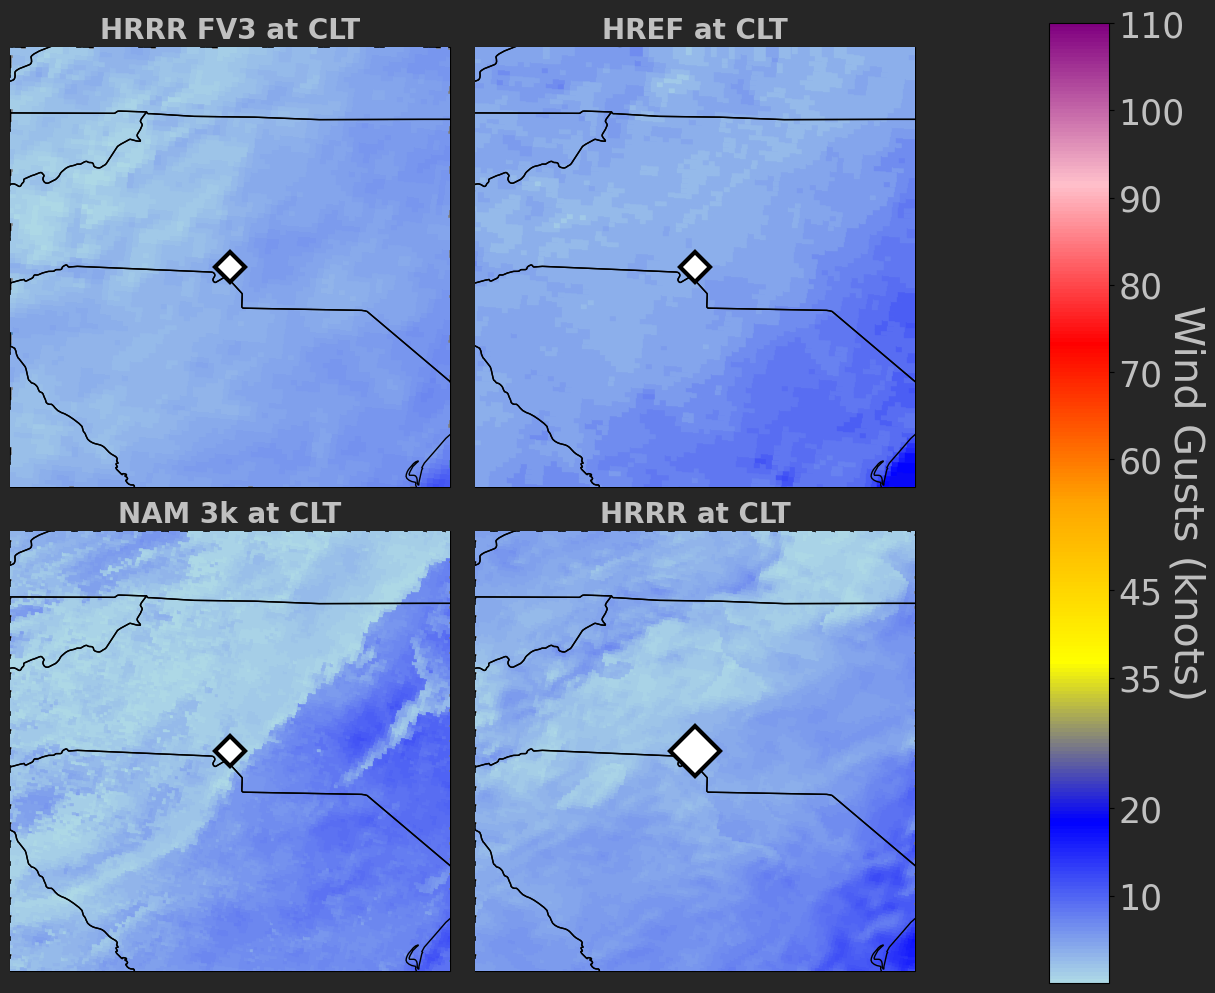 HRRR FV3 at CLT
HREF at CLT
NAM 3k at CLT
HRRR at CLT
110
100
90
80
70
60
45
35
20
10
Wind Gusts (knots)